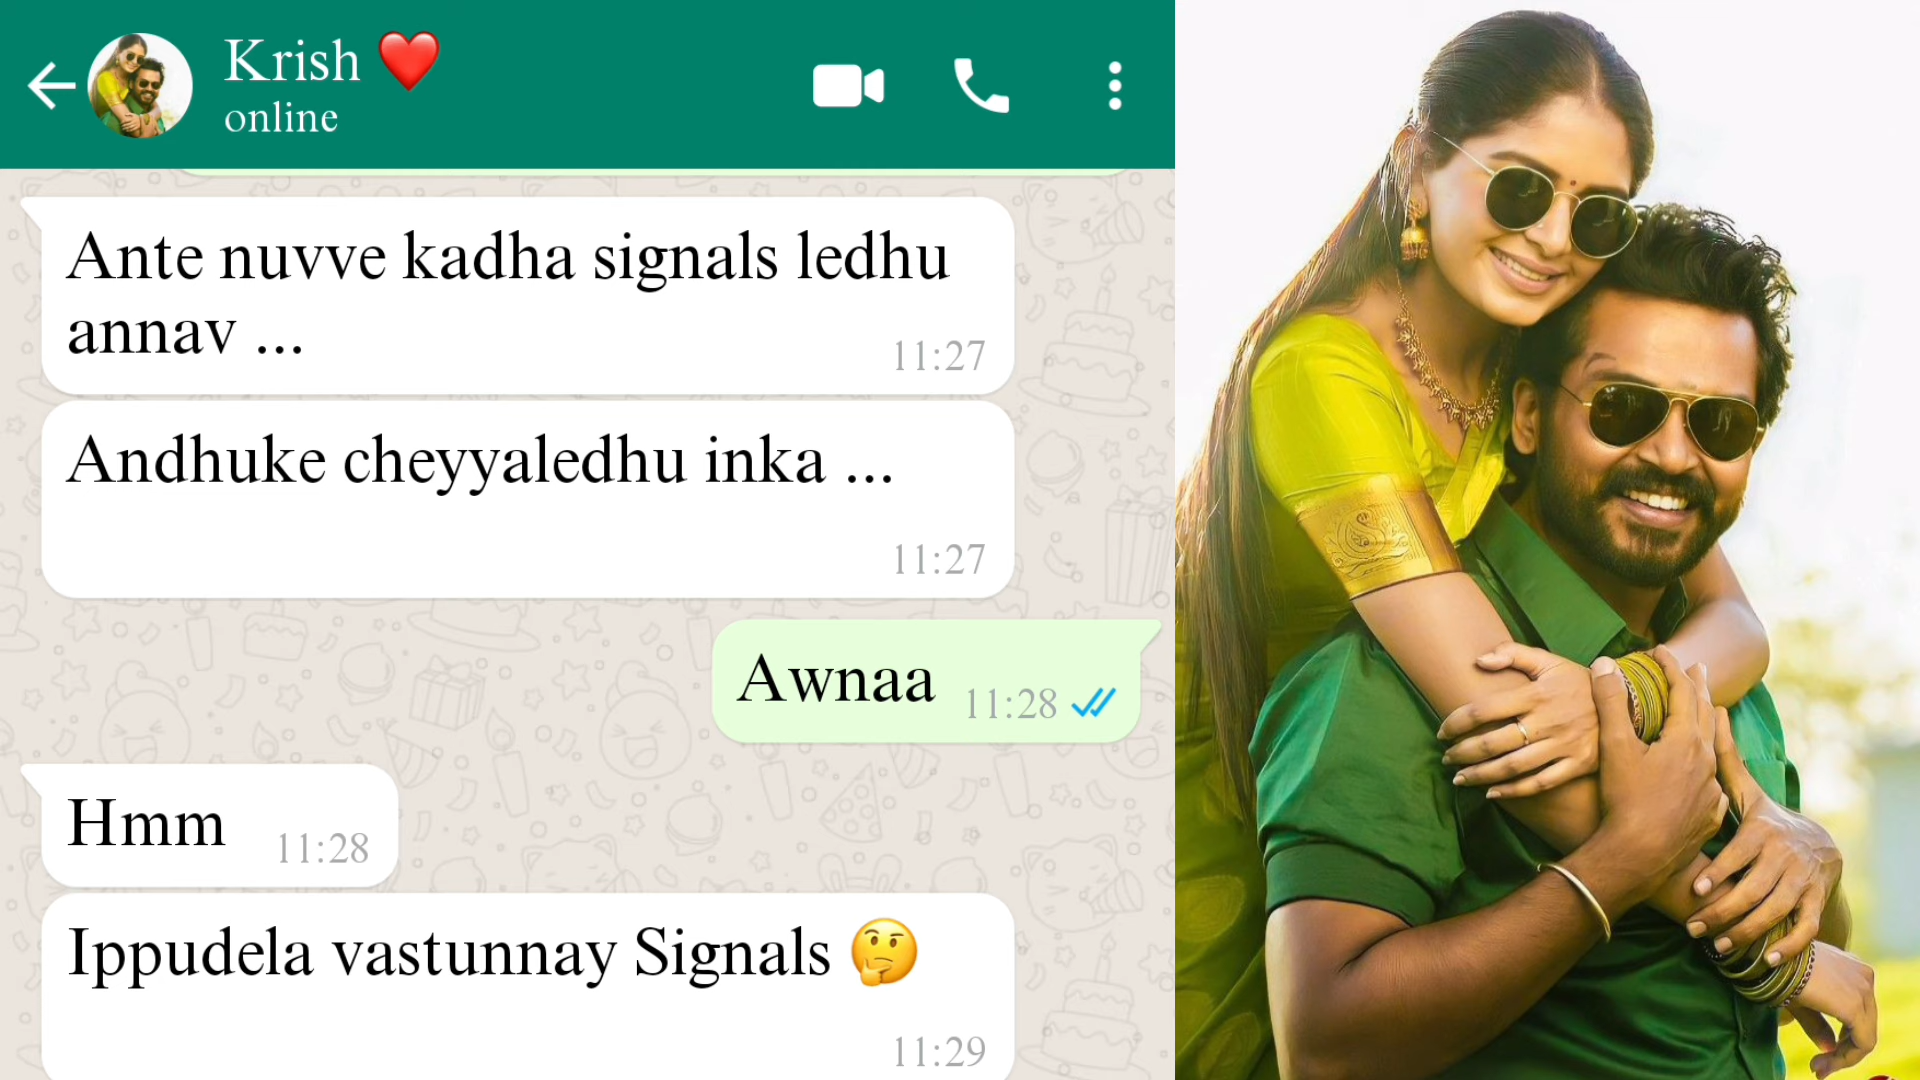 Krish ❤️
online
Ante nuvve kadha signals ledhu
annav ...
11:27
Andhuke cheyyaledhu inka ...
11:27
Awnaa 11:28
Hmm 11:28
Ippudela vastunnay Signals 🤔
11:29